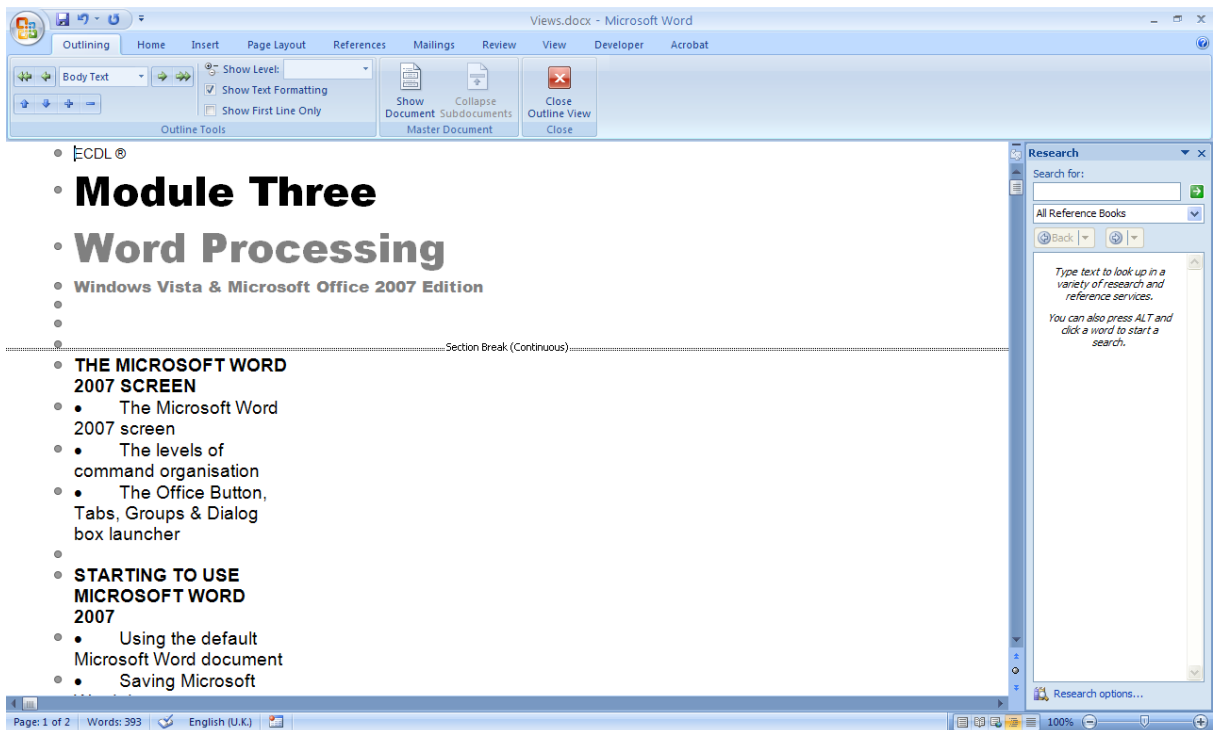 Views.docx - Microsoft Word
Outlining Home Insert Page Layout References Mailings Review View Developer Acrobat
Body Text
Show Level:
Show Text Formatting
Show First Line Only
Outline Tools
Show Document
Collapse Subdocuments
Master Document
Close Outline View
Close
ECDL ®
Module Three
Word Processing
Windows Vista & Microsoft Office 2007 Edition
Section Break (Continuous)
THE MICROSOFT WORD
2007 SCREEN
• The Microsoft Word
2007 screen
• The levels of
command organisation
• The Office Button,
Tabs, Groups & Dialog
box launcher
STARTING TO USE
MICROSOFT WORD
2007
• Using the default
Microsoft Word document
• Saving Microsoft
Research
Search for:
All Reference Books
Back
Type text to look up in a
variety of research and
reference services.
You can also press ALT and
click a word to start a
search.
Research options...
Page: 1 of 2 Words: 393 English (U.K.) 100%